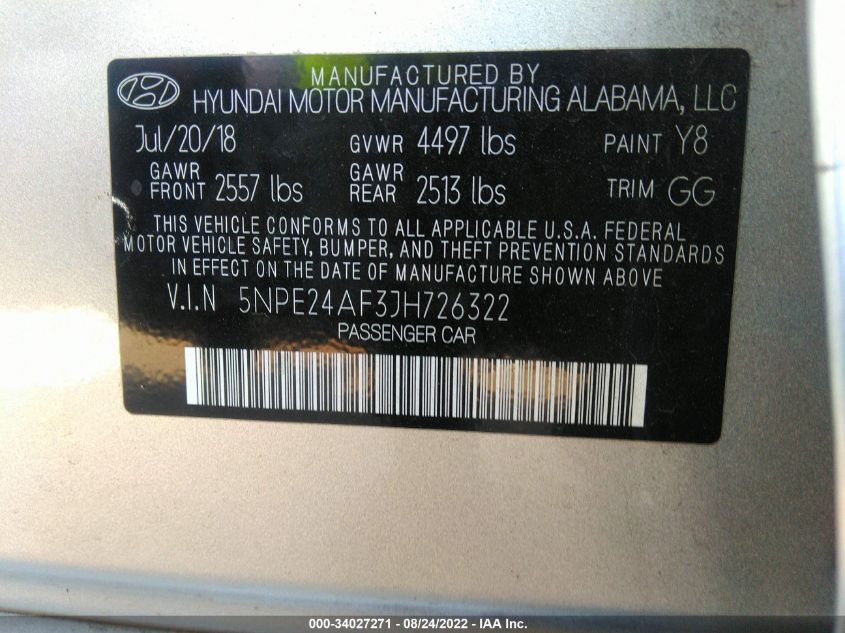 MANUFACTURED BY
HYUNDAI MOTOR MANUFACTURING ALABAMA, LLC
Jul/20/18 GVWR 4497 lbs PAINT Y8
GAWR FRONT 2557 lbs GAWR REAR 2513 lbs TRIM GG
THIS VEHICLE CONFORMS TO ALL APPLICABLE U.S.A. FEDERAL
MOTOR VEHICLE SAFETY, BUMPER, AND THEFT PREVENTION STANDARDS
IN EFFECT ON THE DATE OF MANUFACTURE SHOWN ABOVE.
V.I.N 5NPE24AF3JH726322
PASSENGER CAR
000-34027271 - 08/24/2022 - IAA Inc.